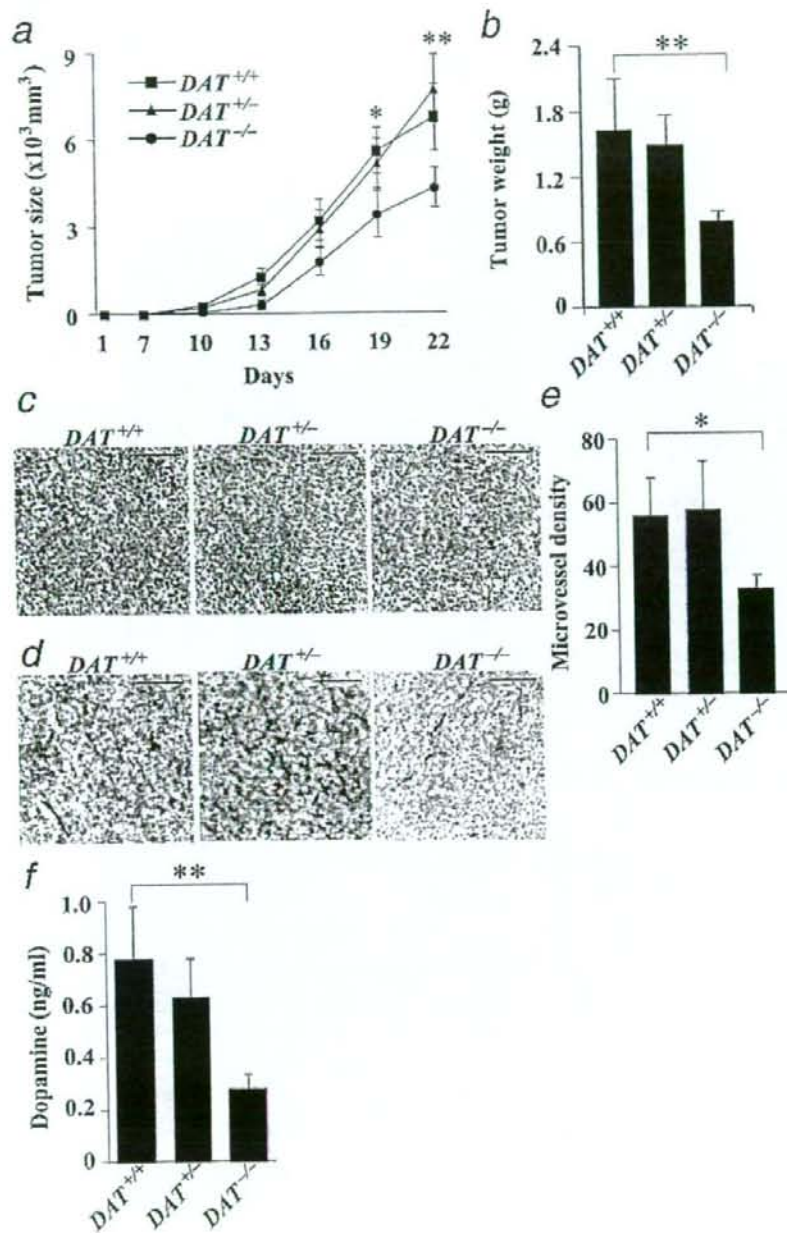 a
Tumor size (x10³mm³)
9
6
3
0
DAT+/+
DAT+/-
DAT-/-
*
**
1 7 10 13 16 19 22
Days
b
Tumor weight (g)
2.4
1.8
1.2
0.6
0
**
DAT+/+ DAT+/- DAT-/-
c
DAT+/+ DAT+/- DAT-/-
d
DAT+/+ DAT+/- DAT-/-
e
Microvessel density
80
60
40
20
0
*
DAT+/+ DAT+/- DAT-/-
f
Dopamine (ng/ml)
1.0
0.8
0.6
0.4
0.2
0
**
DAT+/+ DAT+/- DAT-/-